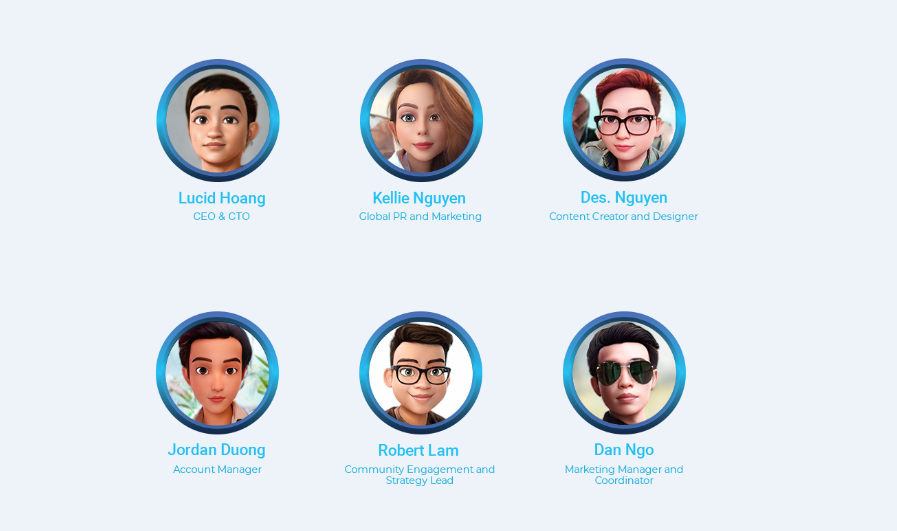 Lucid Hoang
CEO & CTO
Kellie Nguyen
Global PR and Marketing
Des. Nguyen
Content Creator and Designer
Jordan Duong
Account Manager
Robert Lam
Community Engagement and
Strategy Lead
Dan Ngo
Marketing Manager and
Coordinator